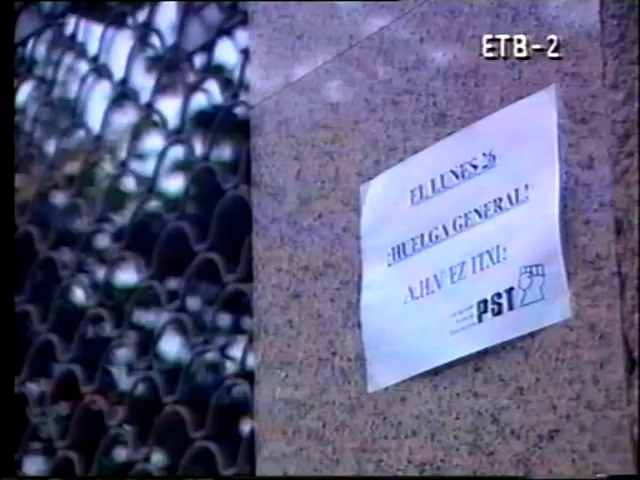 ETB-2
EL LUNES 26
¡HUELGA GENERAL!
A.H.V EZ ITXI!
PST